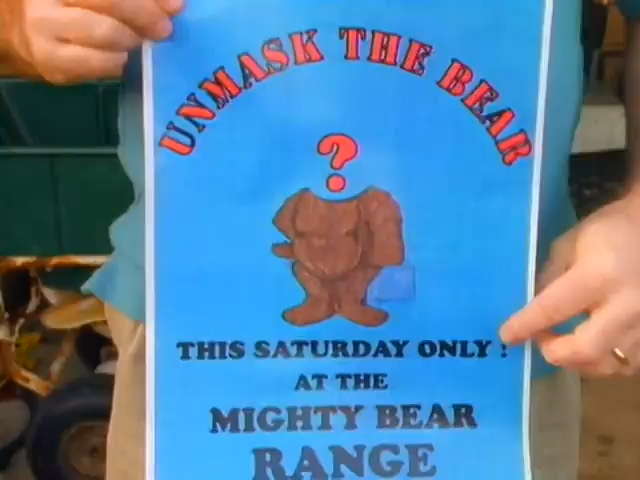 UNMASK THE BEAR
?
THIS SATURDAY ONLY!
AT THE
MIGHTY BEAR
RANGE